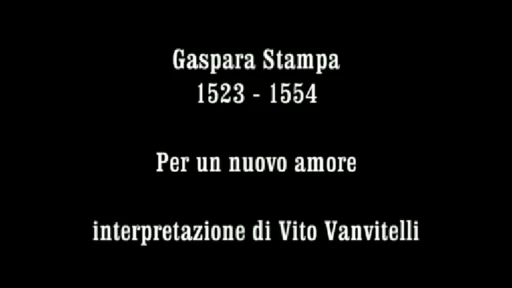 Gaspara Stampa
1523 - 1554
Per un nuovo amore
interpretazione di Vito Vanvitelli